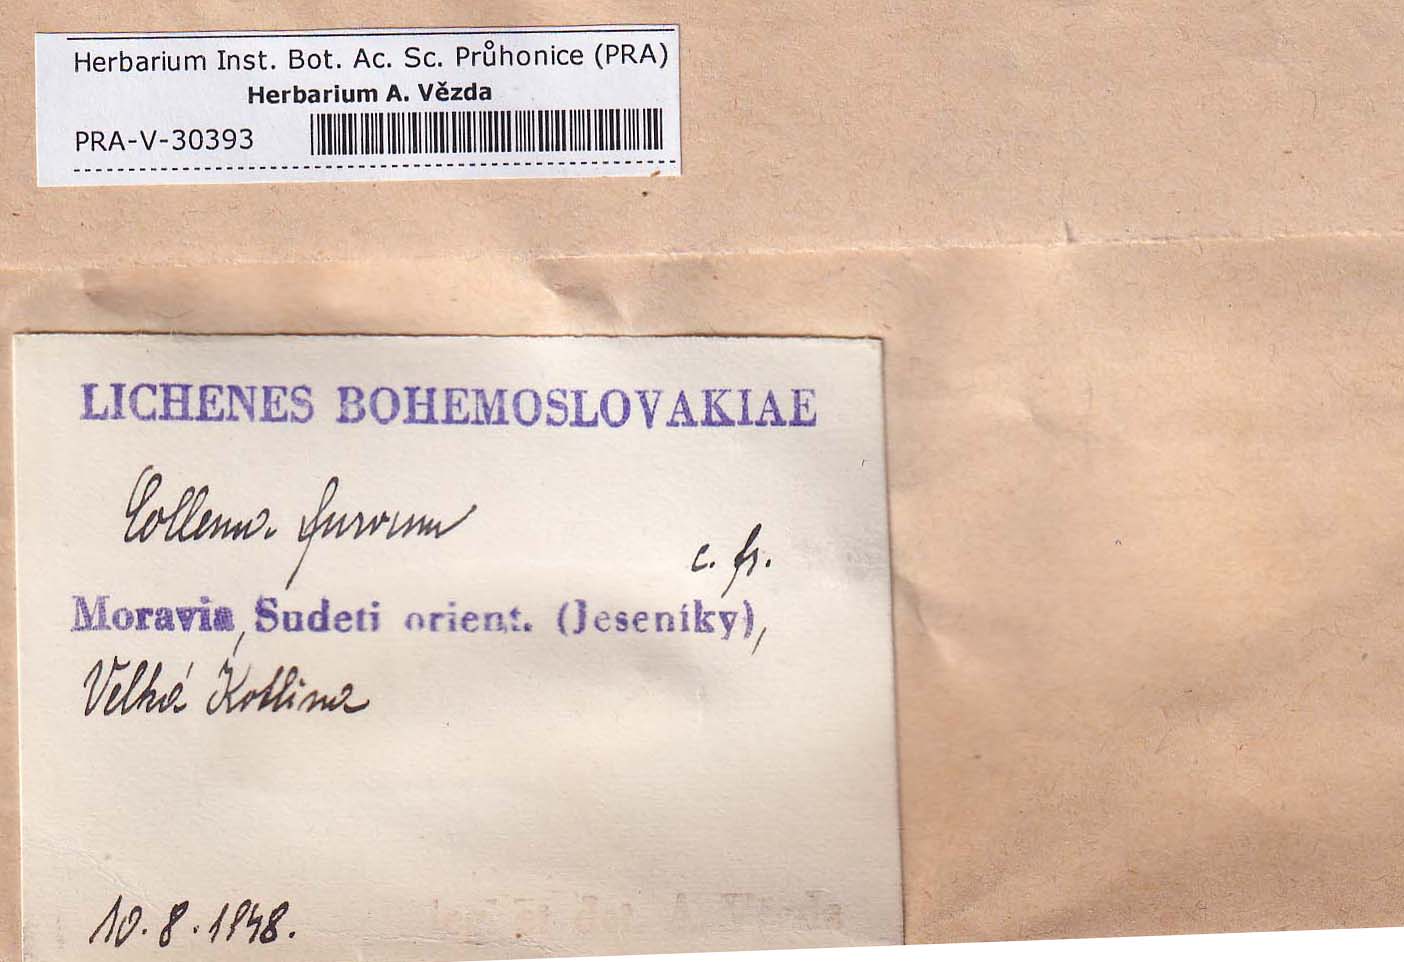 Herbarium Inst. Bot. Ac. Sc. Průhonice (PRA)
Herbarium A. Vězda
PRA-V-30393
LICHENES BOHEMOSLOVAKIAE
Collema furvum
c. fr.
Moravia, Sudeti orient. (Jeseníky),
Velká Kotlina
10.8.1948.